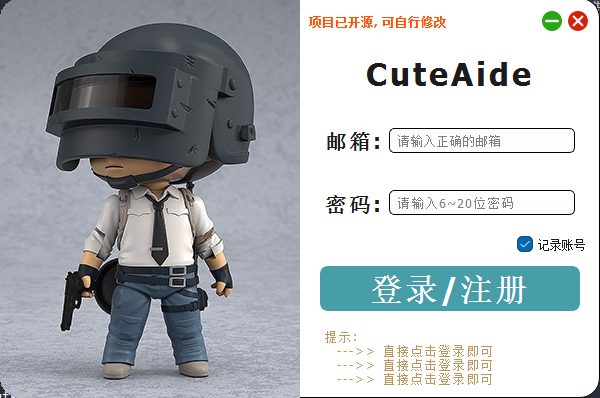 项目已开源, 可自行修改
CuteAide
邮箱:
请输入正确的邮箱
密码:
请输入6~20位密码
记录账号
登录/注册
提示:
--->> 直接点击登录即可
--->> 直接点击登录即可
--->> 直接点击登录即可